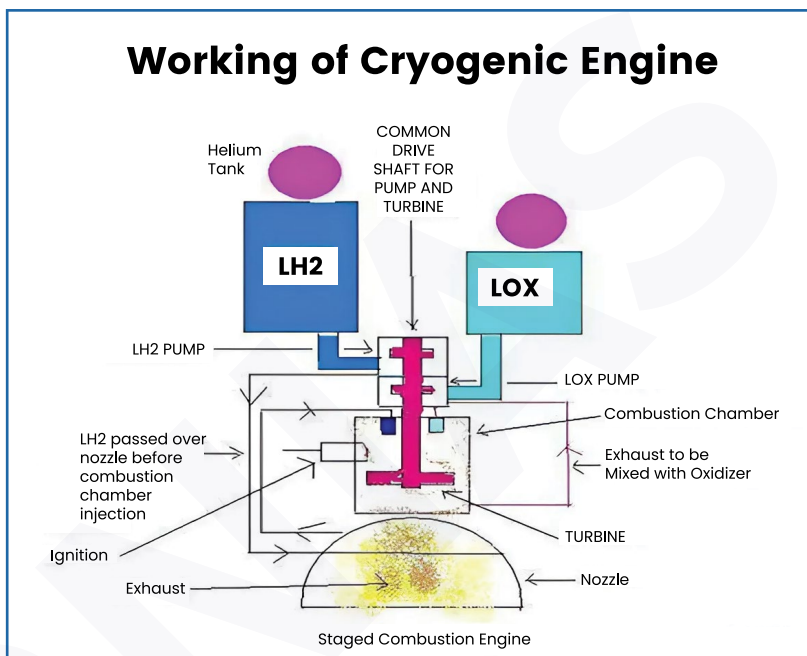 Working of Cryogenic Engine
Helium
Tank
COMMON
DRIVE
SHAFT FOR
PUMP AND
TURBINE
LH2
LOX
LH2 PUMP
LOX PUMP
Combustion Chamber
LH2 passed over
nozzle before
combustion
chamber
injection
Exhaust to be
Mixed with Oxidizer
TURBINE
Ignition
Nozzle
Exhaust
Staged Combustion Engine